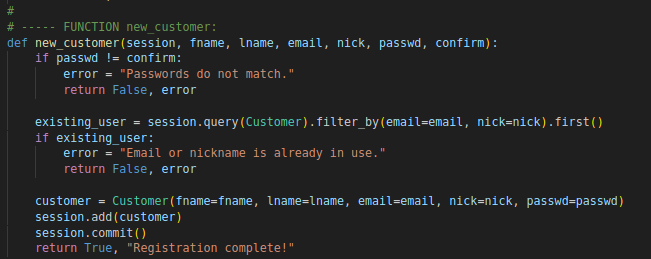 #
# ----- FUNCTION new_customer:
def new_customer(session, fname, lname, email, nick, passwd, confirm):
    if passwd != confirm:
        error = "Passwords do not match."
        return False, error

    existing_user = session.query(Customer).filter_by(email=email, nick=nick).first()
    if existing_user:
        error = "Email or nickname is already in use."
        return False, error

    customer = Customer(fname=fname, lname=lname, email=email, nick=nick, passwd=passwd)
    session.add(customer)
    session.commit()
    return True, "Registration complete!"